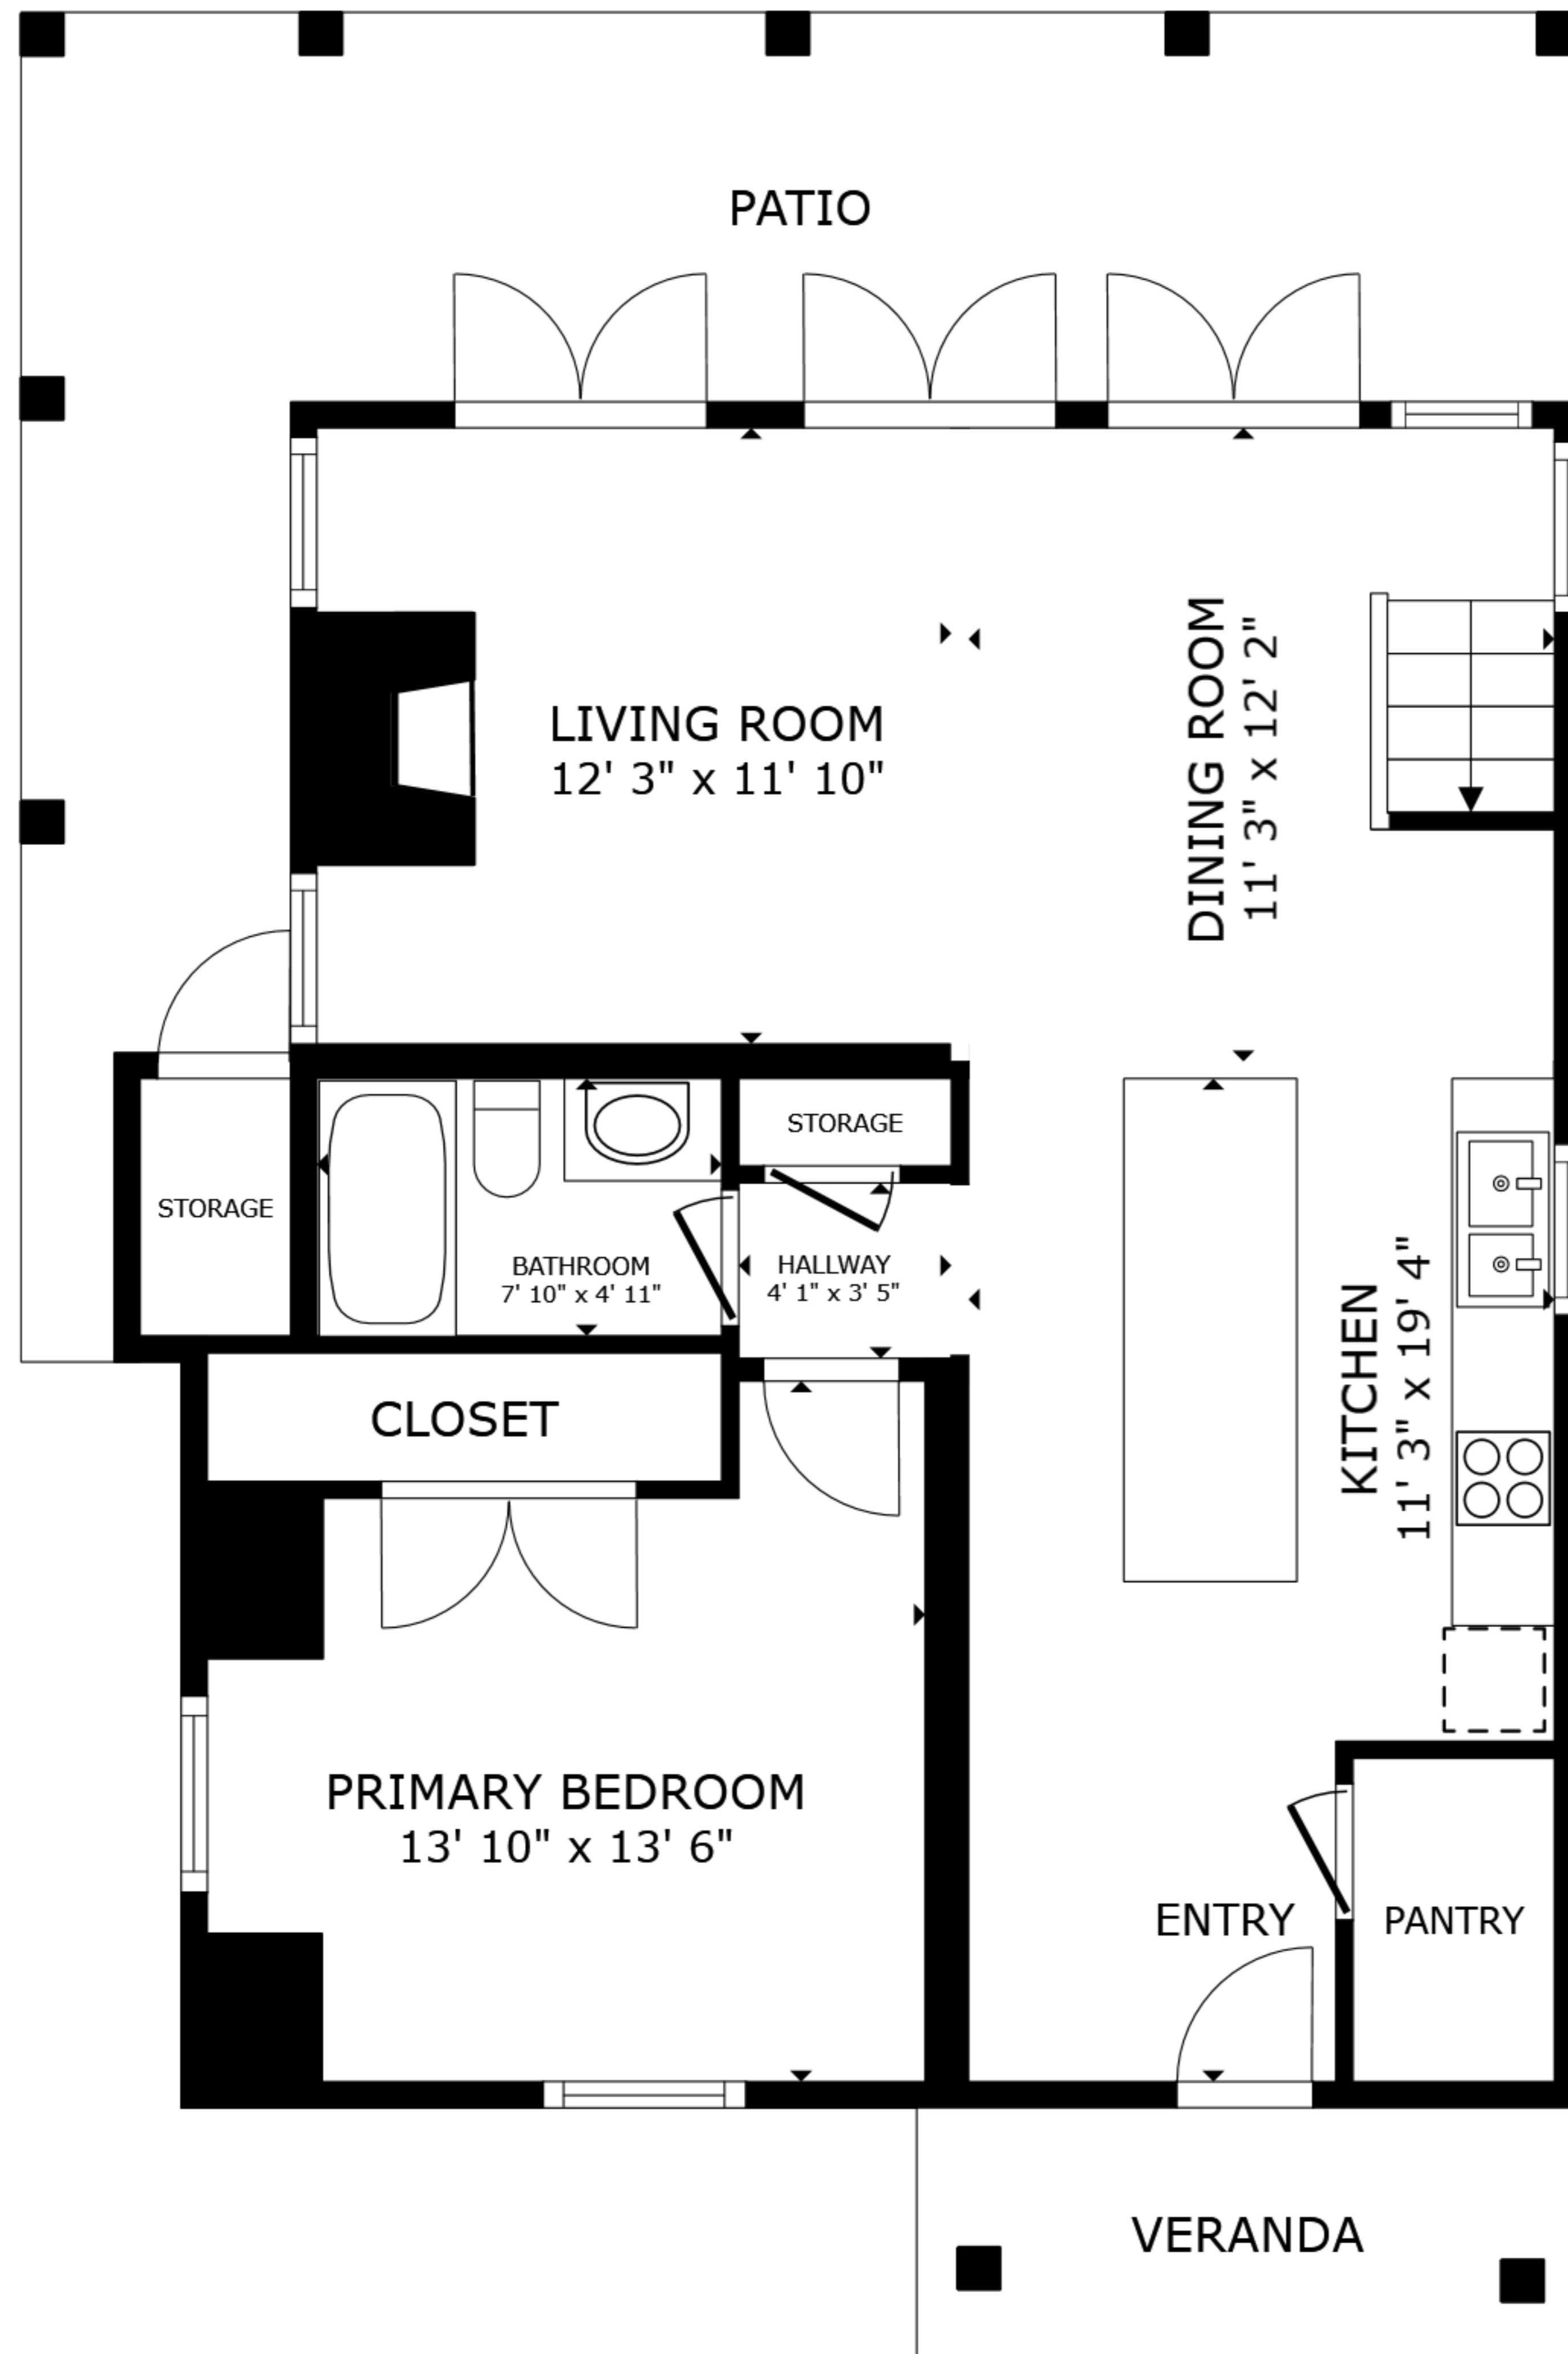 PATIO
LIVING ROOM
12' 3" x 11' 10"
DINING ROOM
11' 3" x 12' 2"
STORAGE
STORAGE
BATHROOM
7' 10" x 4' 11"
HALLWAY
4' 1" x 3' 5"
KITCHEN
11' 3" x 19' 4"
CLOSET
PRIMARY BEDROOM
13' 10" x 13' 6"
ENTRY
PANTRY
VERANDA